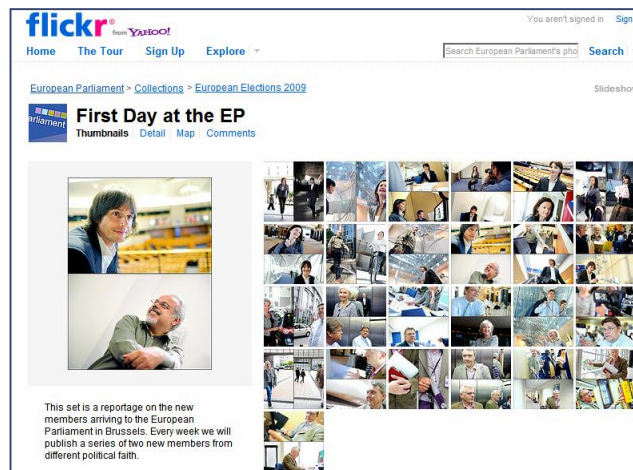 flickr® from YAHOO!
You aren't signed in Sign
Home The Tour Sign Up Explore
Search European Parliament's pho Search
European Parliament > Collections > European Elections 2009
Slidesho
arliament
First Day at the EP
Thumbnails Detail Map Comments
This set is a reportage on the new
members arriving to the European
Parliament in Brussels. Every week we will
publish a series of two new members from
different political faith.